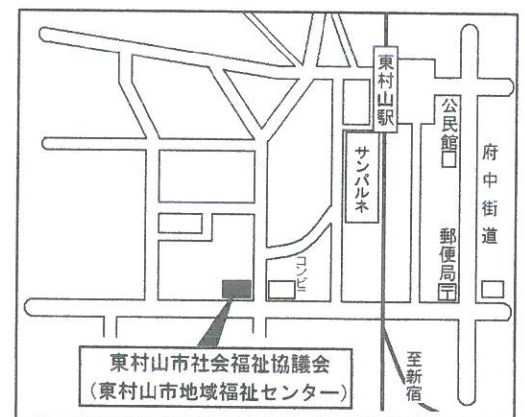 東村山駅
公民館
サンパルネ
府中街道
郵便局
〒
コンビニ
東村山市社会福祉協議会
（東村山市地域福祉センター）
至新宿